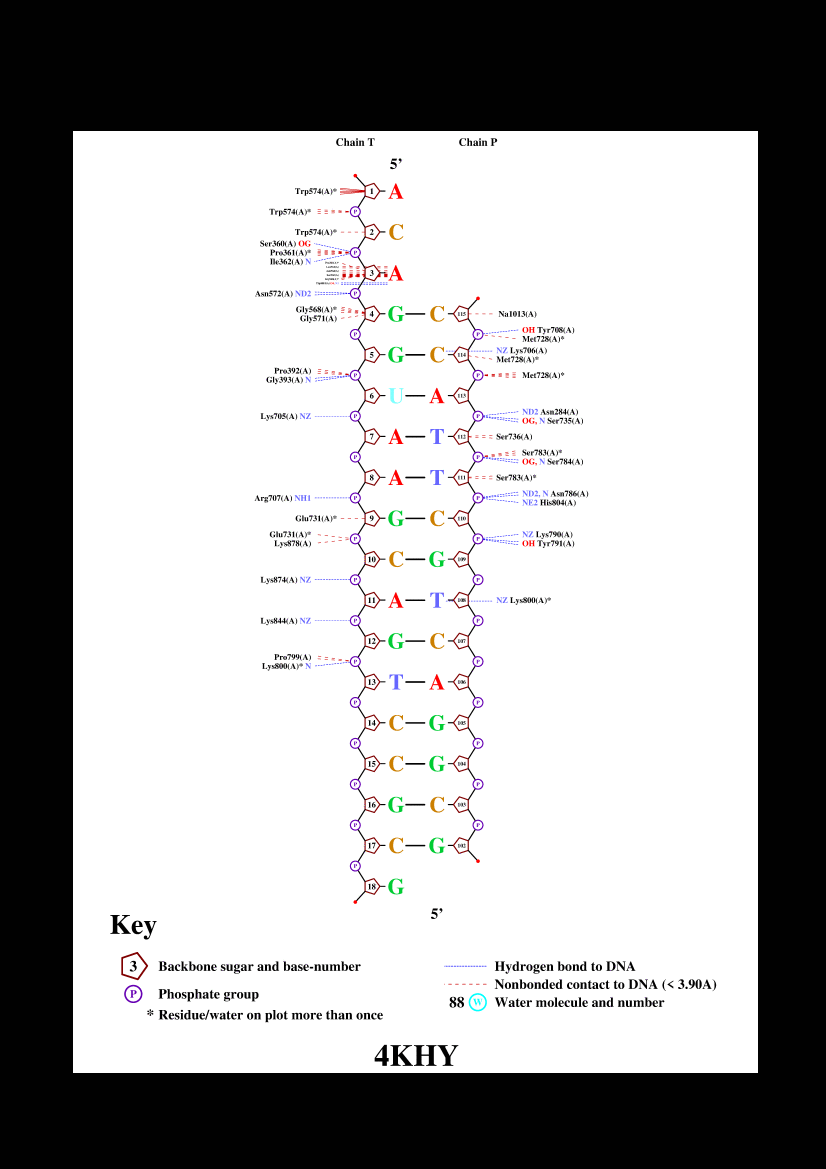 Chain T Chain P
5'
Trp574(A)* 1 A
Trp574(A)* P
Trp574(A)* 2 C
Ser360(A) OG
Pro361(A)* P
Ile362(A) N
3 A
Asn572(A) ND2 P
Gly568(A)* 4 G C 115 Na1013(A)
Gly571(A)
P P OH Tyr708(A)
Met728(A)*
5 G C 114 NZ Lys706(A)
Met728(A)*
Pro392(A) P P Met728(A)*
Gly393(A) N
6 U A 113
Lys705(A) NZ P P ND2 Asn284(A)
OG, N Ser735(A)
7 A T 112 Ser736(A)
P P Ser783(A)*
OG, N Ser784(A)
8 A T 111 Ser783(A)*
Arg707(A) NH1 P P ND2, N Asn786(A)
NE2 His804(A)
Glu731(A)* 9 G C 110
Glu731(A)* P P NZ Lys790(A)
Lys878(A) OH Tyr791(A)
10 C G 109
Lys874(A) NZ P P
11 A T 108 NZ Lys800(A)*
Lys844(A) NZ P P
12 G C 107
Pro799(A) P P
Lys800(A)* N
13 T A 106
P P
14 C G 105
P P
15 C G 104
P P
16 G C 103
P P
17 C G 102
P
18 G
5'
Key
3 Backbone sugar and base-number
P Phosphate group
* Residue/water on plot more than once
Hydrogen bond to DNA
Nonbonded contact to DNA (< 3.90A)
88 W Water molecule and number
4KHY